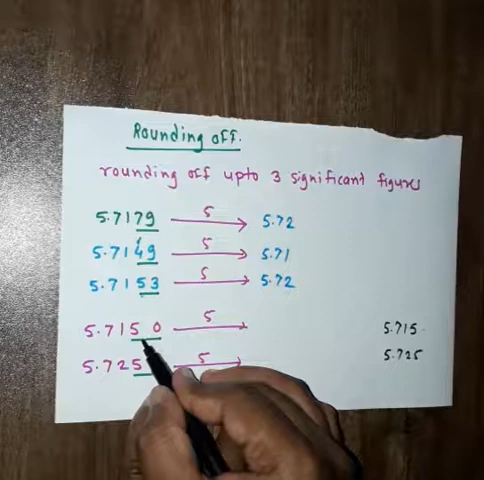 Rounding off.
rounding off upto 3 significant figures
5.7179 5 5.72
5.7149 5 5.71
5.7153 5 5.72
5.7150 5 5.715
5.725 5 5.725